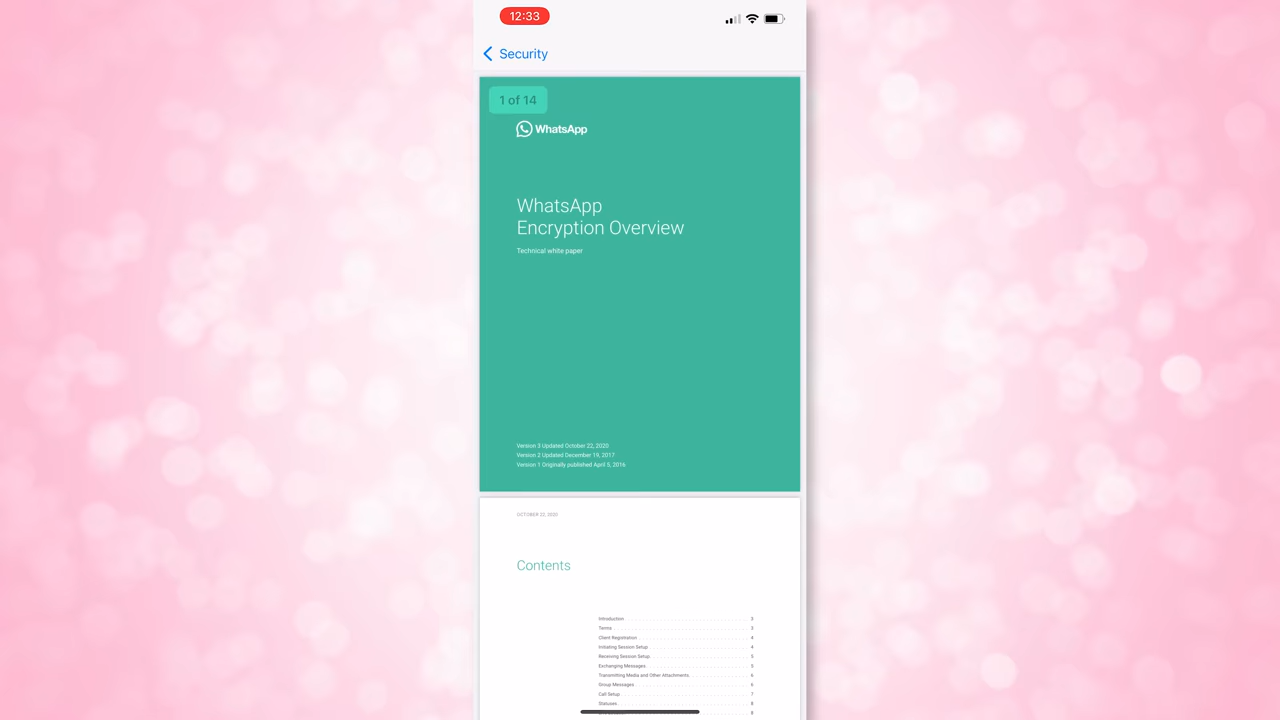 12:33
Security
1 of 14
WhatsApp
WhatsApp
Encryption Overview
Technical white paper
Version 3 Updated October 22, 2020
Version 2 Updated December 19, 2017
Version 1 Originally published April 5, 2016
OCTOBER 22, 2020
Contents
Introduction 3
Terms 3
Client Registration 4
Initiating Session Setup 4
Receiving Session Setup 5
Exchanging Messages 5
Transmitting Media and Other Attachments 6
Group Messages 6
Call Setup 7
Statuses 8